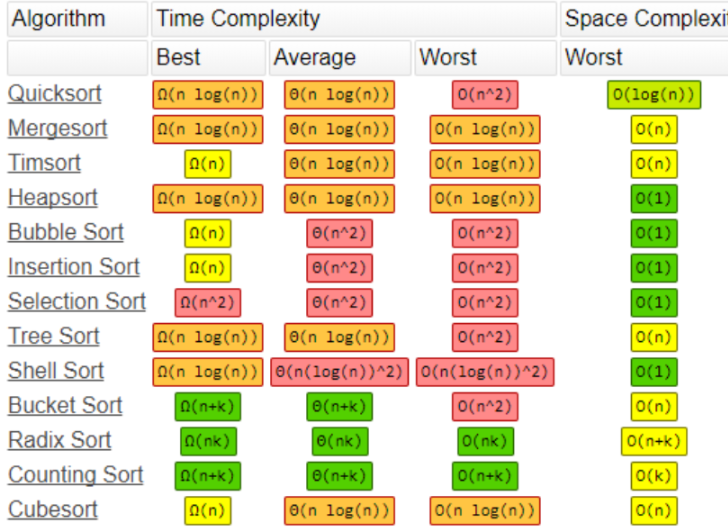 Algorithm Time Complexity Space Complexi
Best Average Worst Worst
Quicksort Ω(n log(n)) Θ(n log(n)) O(n^2) O(log(n))
Mergesort Ω(n log(n)) Θ(n log(n)) O(n log(n)) O(n)
Timsort Ω(n) Θ(n log(n)) O(n log(n)) O(n)
Heapsort Ω(n log(n)) Θ(n log(n)) O(n log(n)) O(1)
Bubble Sort Ω(n) Θ(n^2) O(n^2) O(1)
Insertion Sort Ω(n) Θ(n^2) O(n^2) O(1)
Selection Sort Ω(n^2) Θ(n^2) O(n^2) O(1)
Tree Sort Ω(n log(n)) Θ(n log(n)) O(n^2) O(n)
Shell Sort Ω(n log(n)) Θ(n(log(n))^2) O(n(log(n))^2) O(1)
Bucket Sort Ω(n+k) Θ(n+k) O(n^2) O(n)
Radix Sort Ω(nk) Θ(nk) O(nk) O(n+k)
Counting Sort Ω(n+k) Θ(n+k) O(n+k) O(k)
Cubesort Ω(n) Θ(n log(n)) O(n log(n)) O(n)